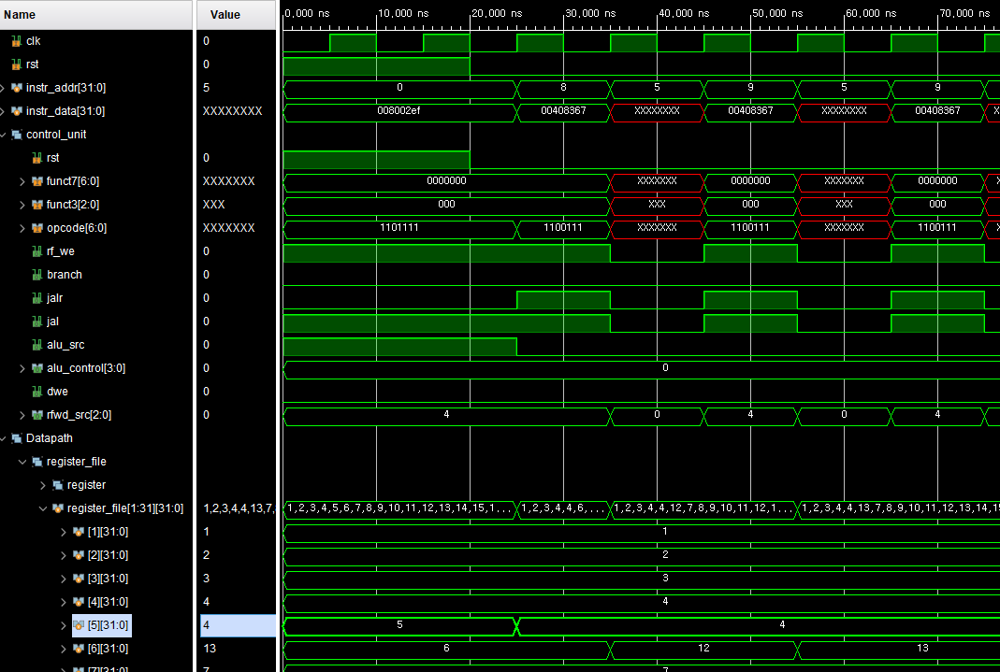 Name Value 0,000 ns 10,000 ns 20,000 ns 30,000 ns 40,000 ns 50,000 ns 60,000 ns 70,000 ns
clk 0
rst 0
instr_addr[31:0] 5 0 8 5 9 5 9
instr_data[31:0] XXXXXXXX 008002ef 00408367 XXXXXXXX 00408367 XXXXXXXX 00408367 X
control_unit
rst 0
funct7[6:0] XXXXXXX 0000000 XXXXXXX 0000000 XXXXXXX 0000000
funct3[2:0] XXX 000 XXX 000 XXX 000
opcode[6:0] XXXXXXX 1101111 1100111 XXXXXXX 1100111 XXXXXXX 1100111
rf_we 0
branch 0
jalr 0
jal 0
alu_src 0
alu_control[3:0] 0 0
dwe 0
rfwd_src[2:0] 0 4 0 4 0 4
Datapath
register_file
register
register_file[1:31][31:0] 1,2,3,4,4,13,7, 1,2,3,4,5,6,7,8,9,10,11,12,13,14,15,1... 1,2,3,4,4,6,... 1,2,3,4,4,12,7,8,9,10,11,12,1... 1,2,3,4,4,13,7,8,9,10,11,12,13,14,15
[1][31:0] 1 1
[2][31:0] 2 2
[3][31:0] 3 3
[4][31:0] 4 4
[5][31:0] 4 5 4
[6][31:0] 13 6 12 13
[7][31:0] 7 7